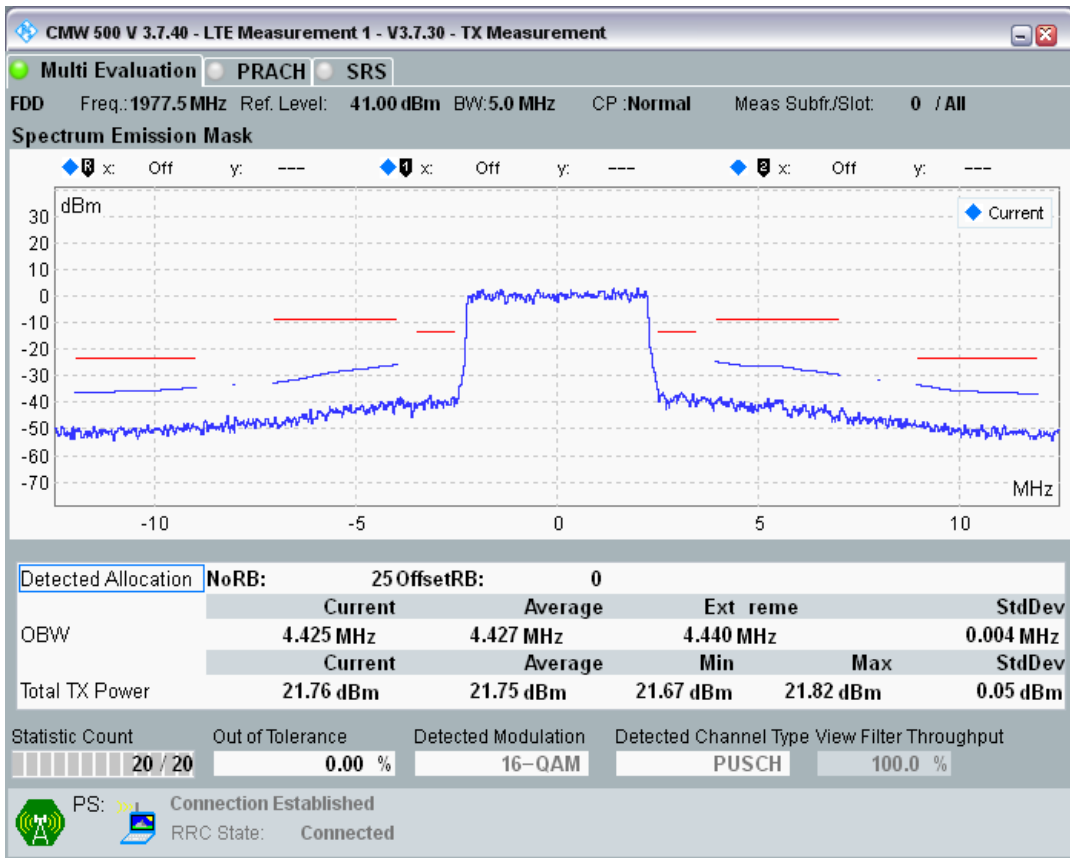 CMW 500 V 3.7.40 - LTE Measurement 1 - V3.7.30 - TX Measurement
Multi Evaluation PRACH SRS
FDD Freq.: 1977.5 MHz Ref. Level: 41.00 dBm BW: 5.0 MHz CP : Normal Meas Subfr./Slot: 0 / All
Spectrum Emission Mask
R x: Off y: --- 1 x: Off y: --- 2 x: Off y: ---
dBm
Current
30
20
10
0
-10
-20
-30
-40
-50
-60
-70
MHz
-10 -5 0 5 10
Detected Allocation NoRB: 25 OffsetRB: 0
Current Average Ext reme StdDev
OBW 4.425 MHz 4.427 MHz 4.440 MHz 0.004 MHz
Current Average Min Max StdDev
Total TX Power 21.76 dBm 21.75 dBm 21.67 dBm 21.82 dBm 0.05 dBm
Statistic Count Out of Tolerance Detected Modulation Detected Channel Type View Filter Throughput
20 / 20 0.00 % 16-QAM PUSCH 100.0 %
PS: Connection Established
RRC State: Connected